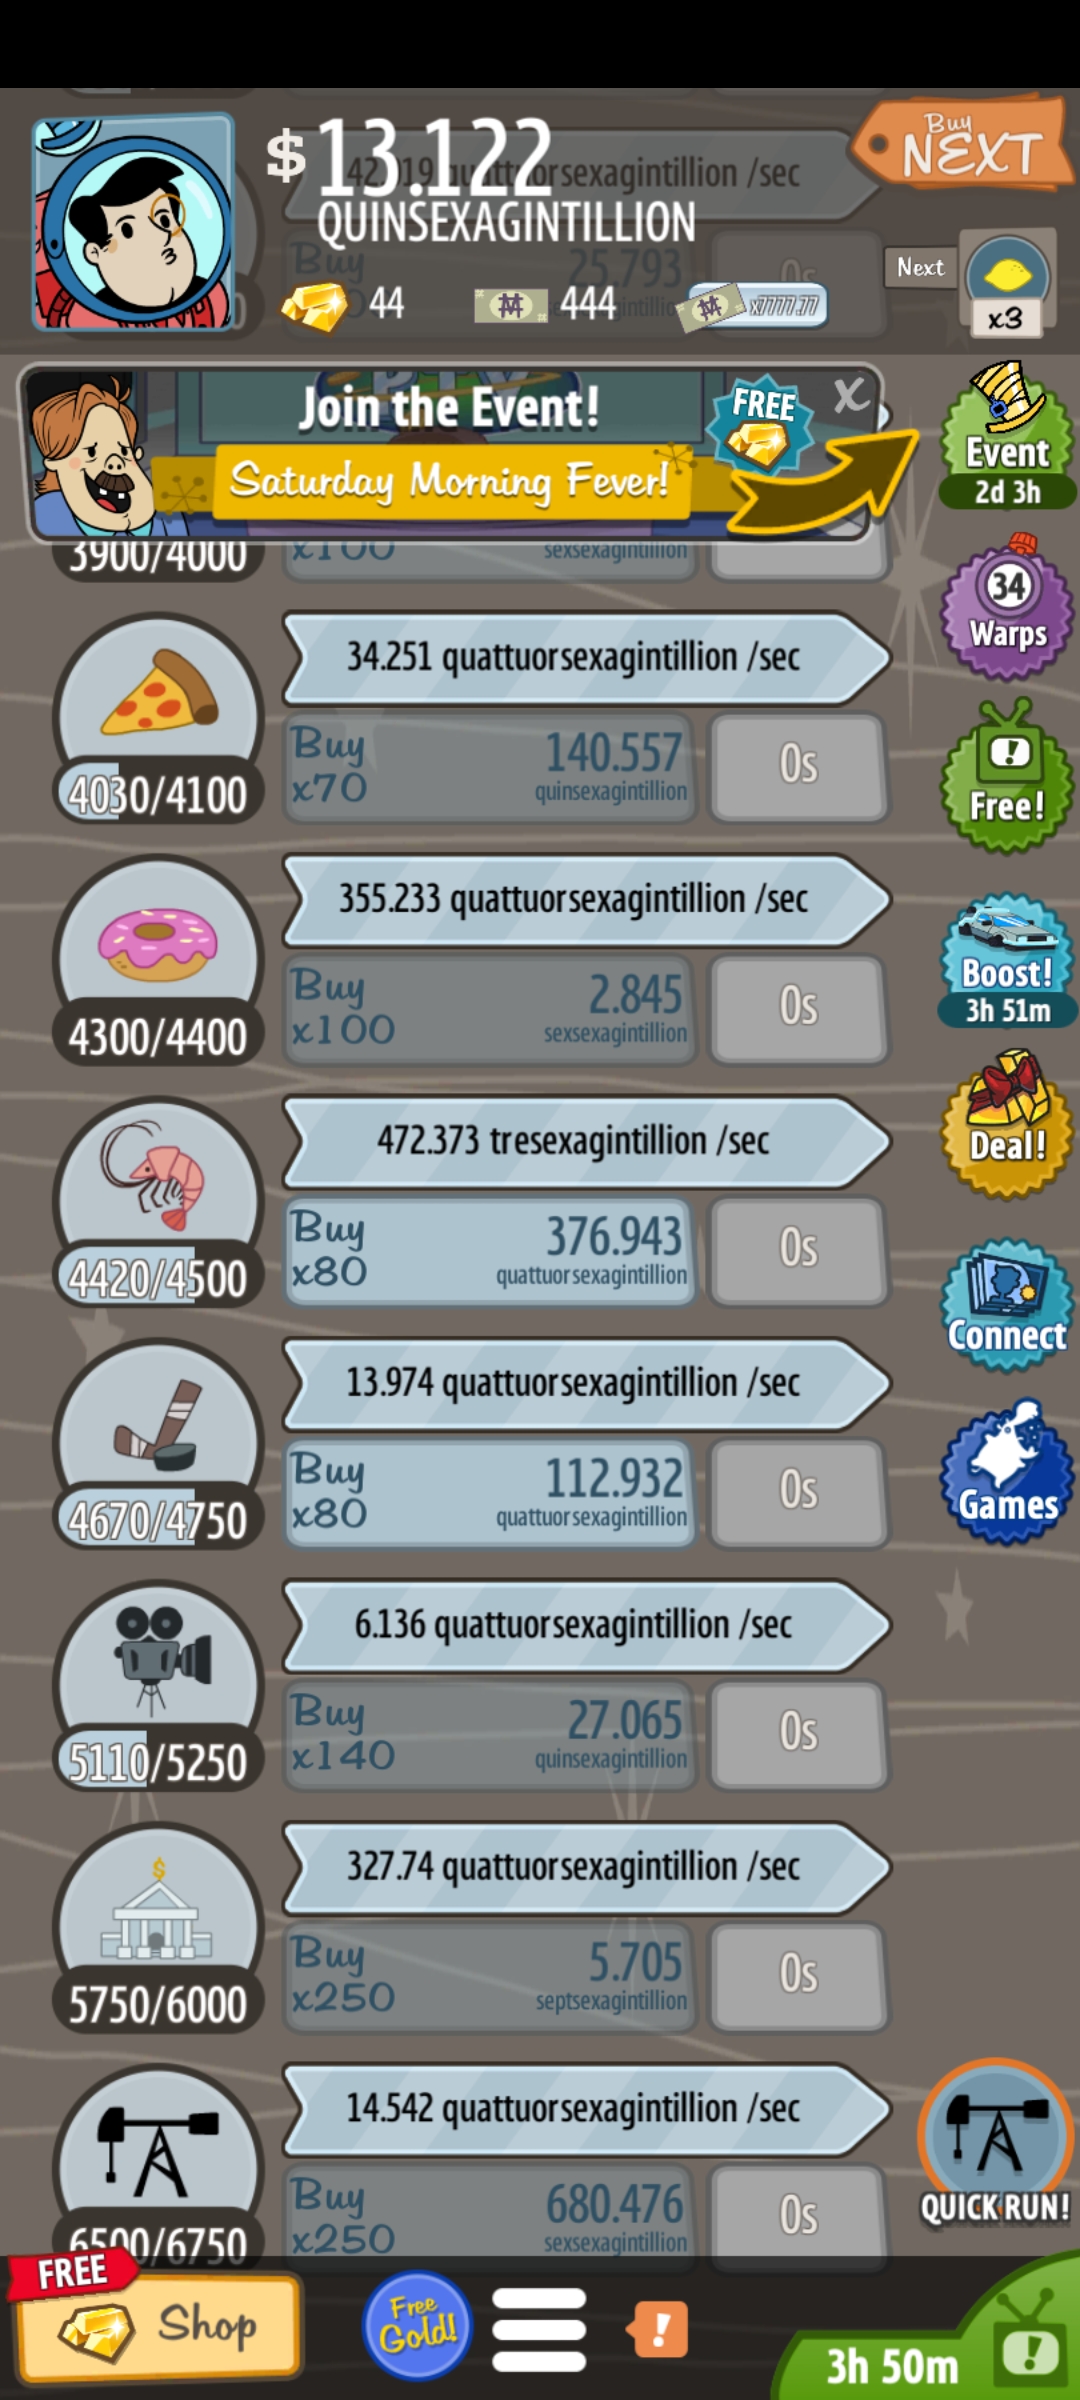 $ 13.122
QUINSEXAGINTILLION
44
444
x7777.77
Buy
NEXT
Next
x3
Buy
25.793
0s
Join the Event!
FREE
X
Saturday Morning Fever!
Event
2d 3h
3900/4000
x100
sexsexagintillion
34
Warps
34.251 quattuorsexagintillion /sec
Buy
x70
140.557
quinsexagintillion
0s
4030/4100
!
Free!
355.233 quattuorsexagintillion /sec
Buy
x100
2.845
sexsexagintillion
0s
4300/4400
Boost!
3h 51m
472.373 tresexagintillion /sec
Buy
x80
376.943
quattuorsexagintillion
0s
4420/4500
Deal!
Connect
13.974 quattuorsexagintillion /sec
Buy
x80
112.932
quattuorsexagintillion
0s
4670/4750
Games
6.136 quattuorsexagintillion /sec
Buy
x140
27.065
quinsexagintillion
0s
5110/5250
327.74 quattuorsexagintillion /sec
Buy
x250
5.705
septsexagintillion
0s
$
5750/6000
14.542 quattuorsexagintillion /sec
Buy
x250
680.476
sexsexagintillion
0s
6500/6750
QUICK RUN!
FREE
Shop
Free
Gold!
!
3h 50m
!